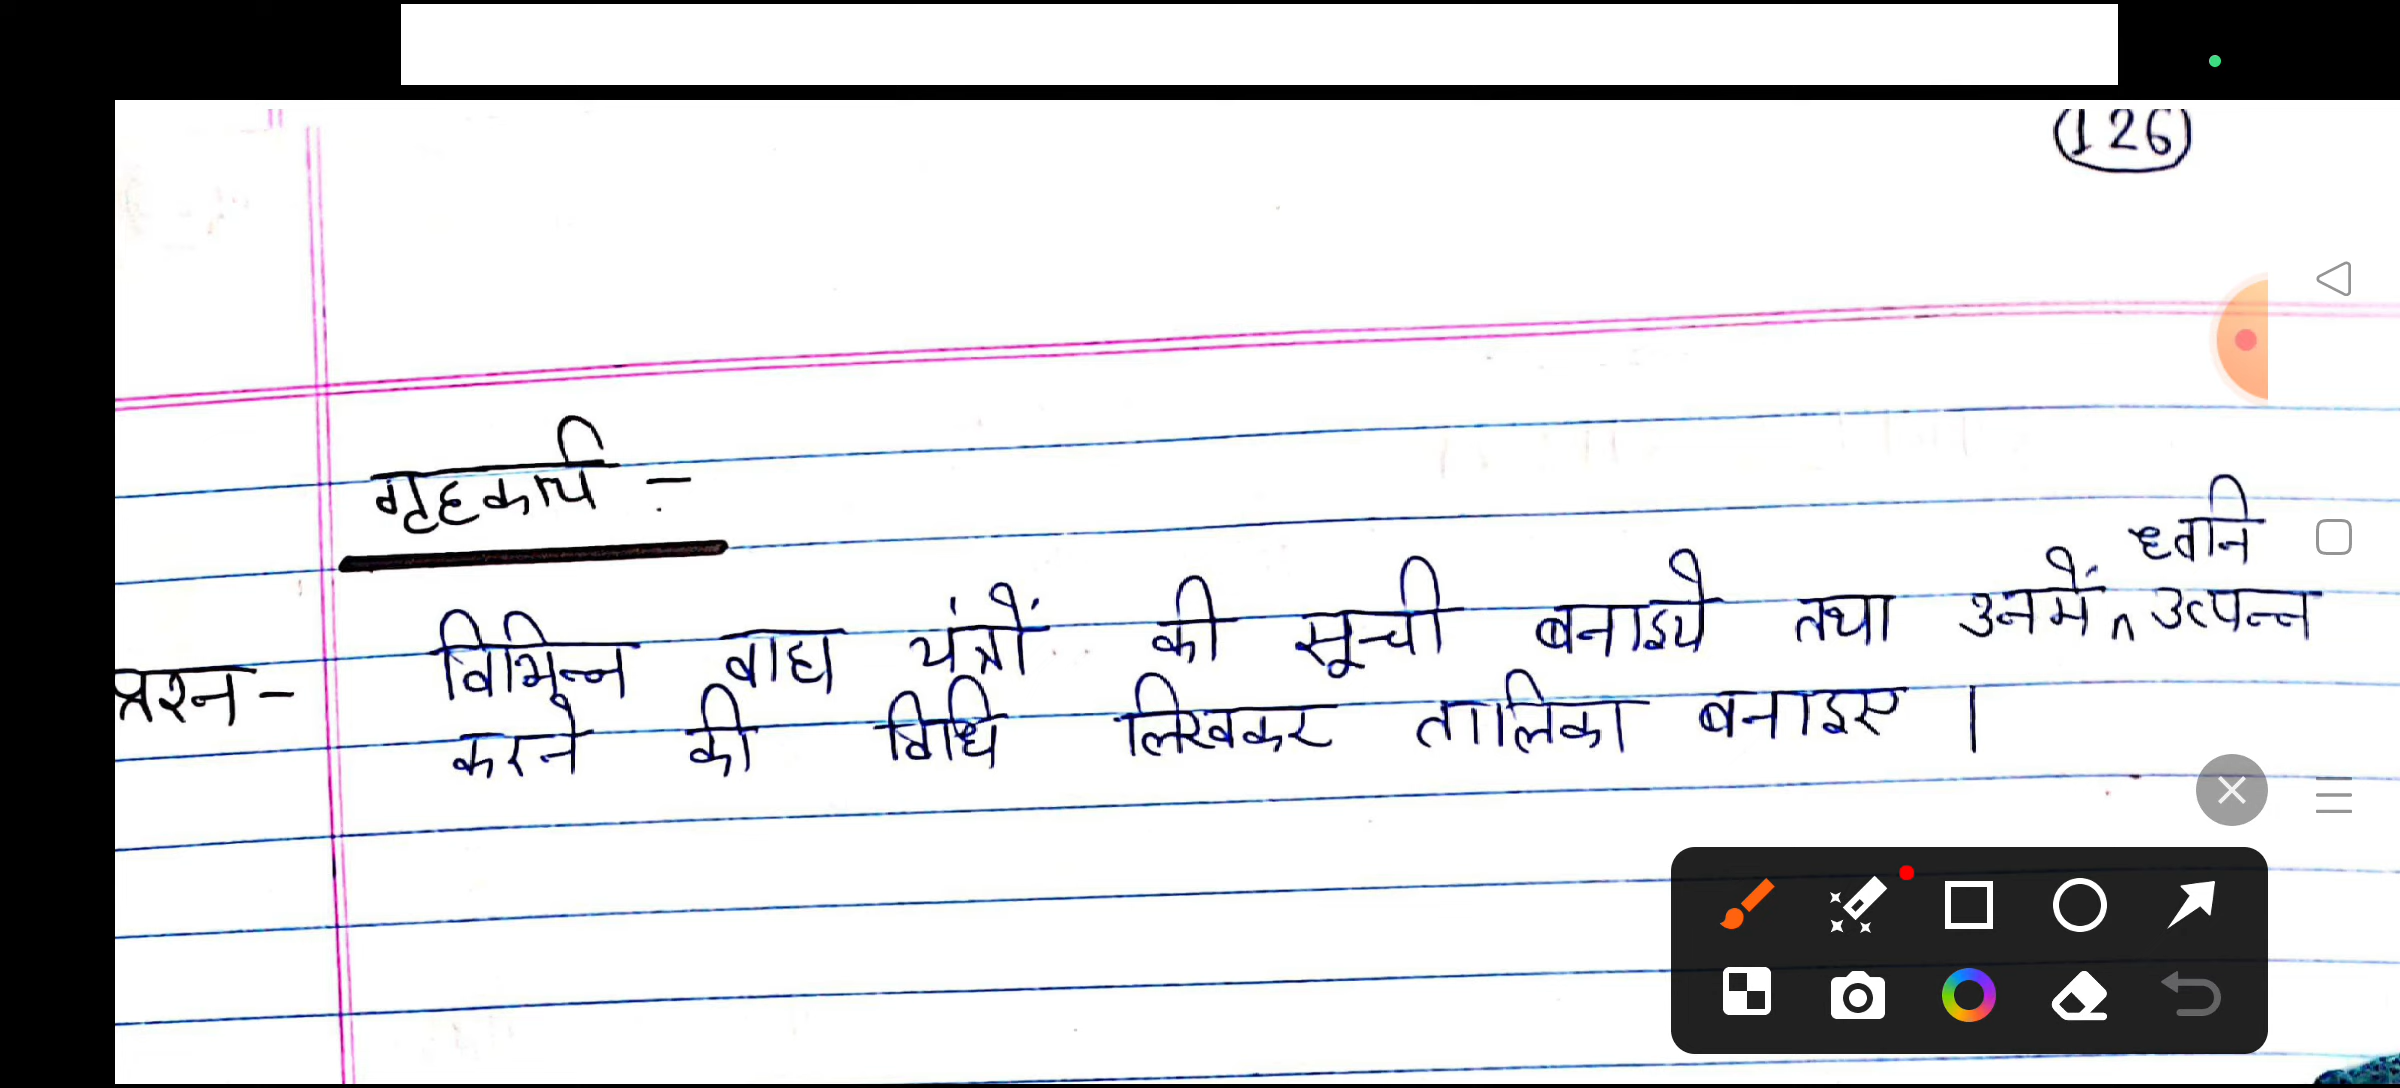 (126)
गृहकार्य :-
प्रश्न - विभिन्न वाद्य यंत्रों की सूची बनाइये तथा उनमें ध्वनि उत्पन्न
करने की विधि लिखकर तालिका बनाइए ।